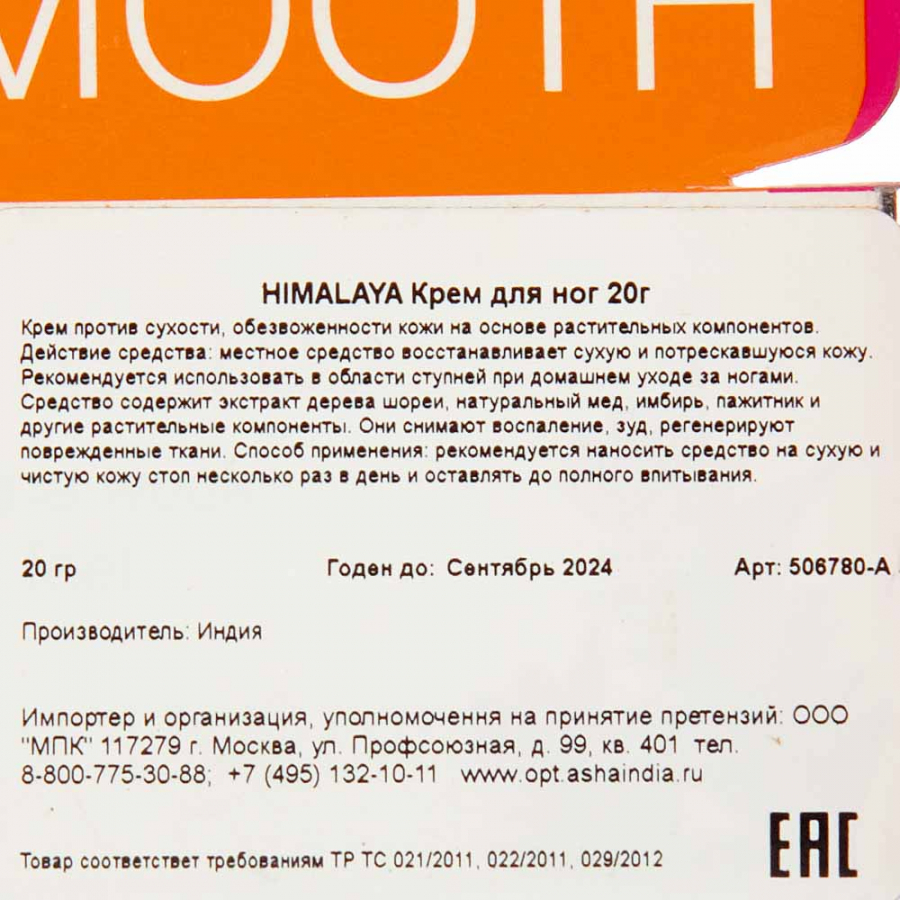 MOOTH
HIMALAYA Крем для ног 20г
Крем против сухости, обезвоженности кожи на основе растительных компонентов.
Действие средства: местное средство восстанавливает сухую и потрескавшуюся кожу.
Рекомендуется использовать в области ступней при домашнем уходе за ногами.
Средство содержит экстракт дерева шореи, натуральный мед, имбирь, пажитник и
другие растительные компоненты. Они снимают воспаление, зуд, регенерируют
поврежденные ткани. Способ применения: рекомендуется наносить средство на сухую и
чистую кожу стоп несколько раз в день и оставлять до полного впитывания.
20 гр Годен до: Сентябрь 2024 Арт: 506780-А
Производитель: Индия
Импортер и организация, уполномочення на принятие претензий: ООО
"МПК" 117279 г. Москва, ул. Профсоюзная, д. 99, кв. 401 тел.
8-800-775-30-88; +7 (495) 132-10-11 www.opt.ashaindia.ru
Товар соответствет требованиям ТР ТС 021/2011, 022/2011, 029/2012
EAC